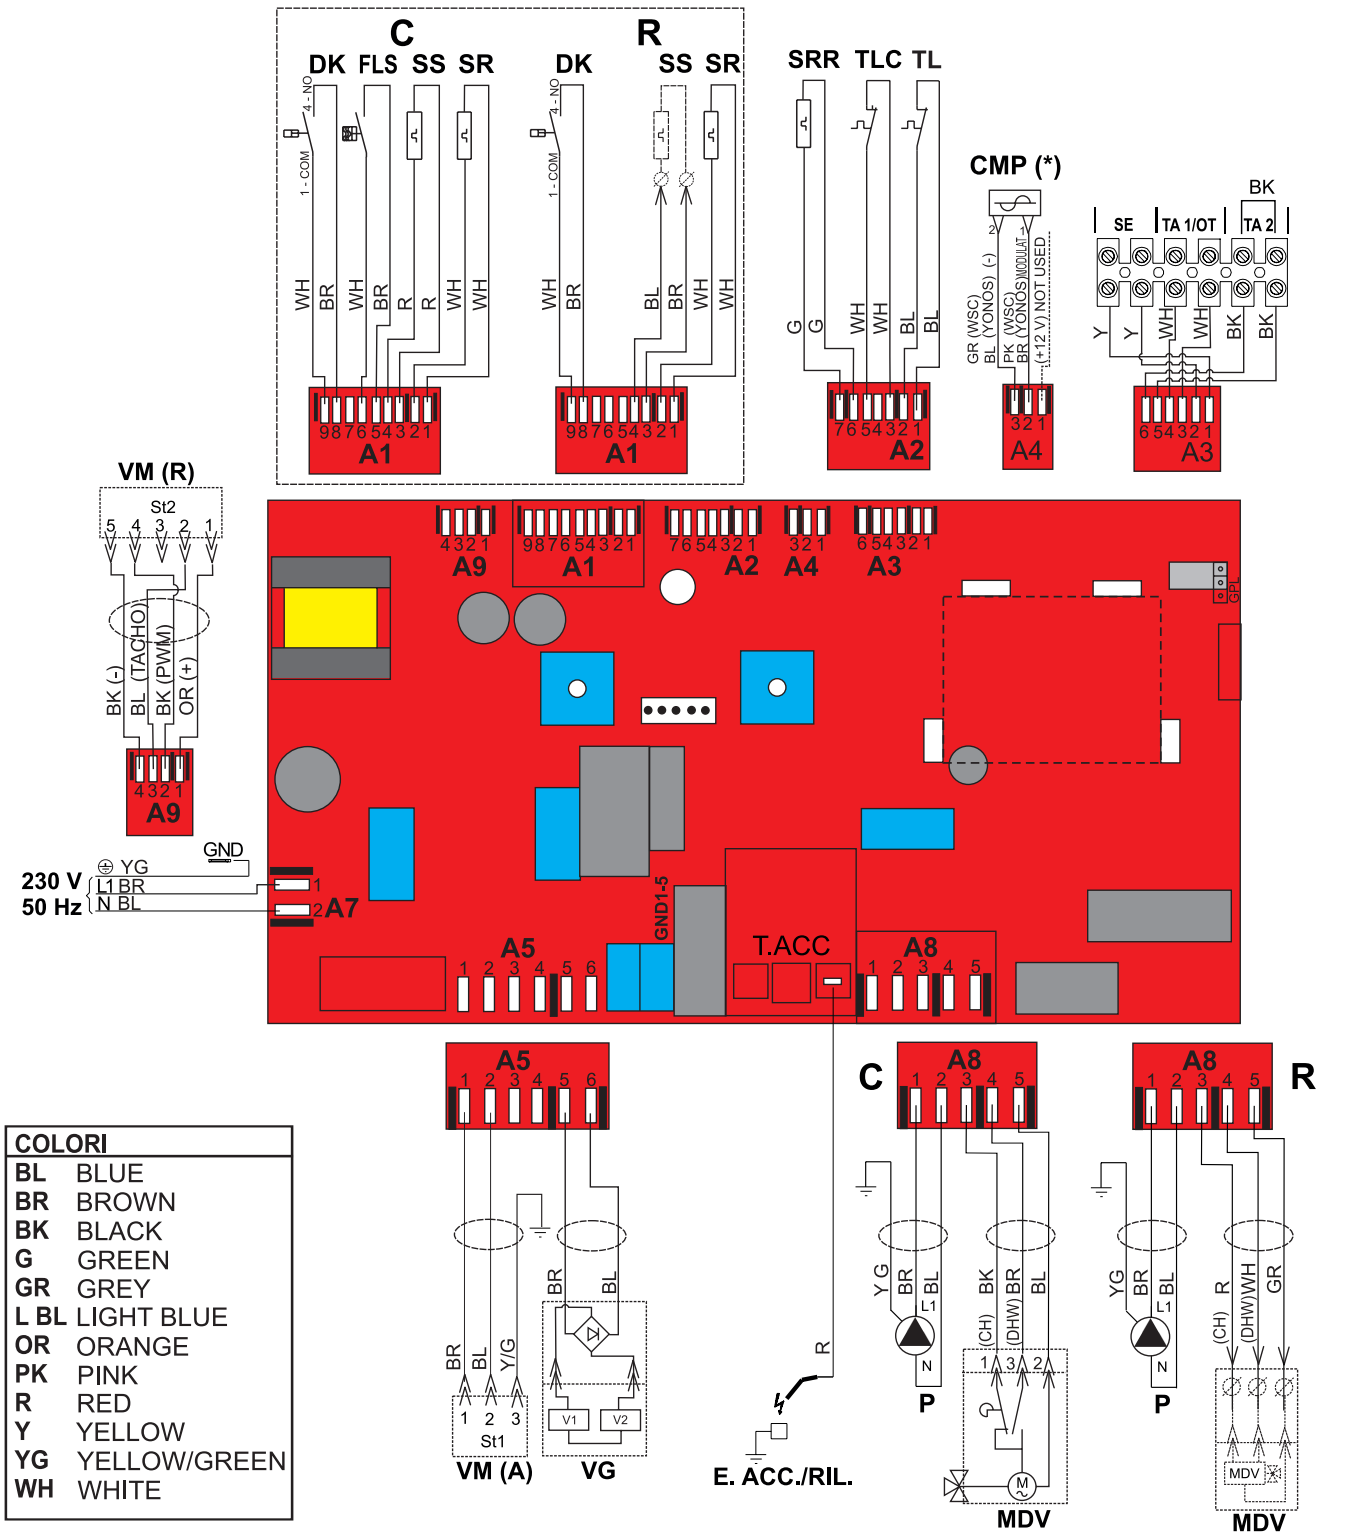 C
R
DK FLS SS SR
DK SS SR
SRR TLC TL
4 - NO
1 - COM
4 - NO
1 - COM
CMP (*)
2 1
BK
SE TA 1/OT TA 2
WH BR WH BR R R WH WH
WH BR BL BR WH WH
G G WH WH BL BL
GR (WSC)
BL (YONOS) (-)
PK (WSC)
BR (YONOS)MODULAT
(+12 V) NOT USED
Y Y WH WH BK BK
9 8 7 6 5 4 3 2 1
A1
9 8 7 6 5 4 3 2 1
A1
7 6 5 4 3 2 1
A2
3 2 1
A4
6 5 4 3 2 1
A3
VM (R)
St2
5 4 3 2 1
BK (-)
BL (TACHO)
BK (PWM)
OR (+)
4 3 2 1
A9
4 3 2 1
A9
9 8 7 6 5 4 3 2 1
A1
7 6 5 4 3 2 1
A2
3 2 1
A4
6 5 4 3 2 1
A3
GPL
GND
YG
230 V
L1 BR
50 Hz
N BL
1
2
A7
GND1-5
A5
1 2 3 4 5 6
T.ACC
A8
1 2 3 4 5
A5
1 2 3 4 5 6
C
A8
1 2 3 4 5
A8
1 2 3 4 5
R
COLORI
BL BLUE
BR BROWN
BK BLACK
G GREEN
GR GREY
L BL LIGHT BLUE
OR ORANGE
PK PINK
R RED
Y YELLOW
YG YELLOW/GREEN
WH WHITE
BR BL Y/G
1 2 3
St1
VM (A)
BR BL
V1 V2
VG
R
E. ACC./RIL.
Y G BR BL
L1
N
P
BK
(CH)
BR
(DHW)
BL
1 3 2
M
~
MDV
YG BR BL
L1
N
P
R
(CH)
WH
(DHW)
GR
MDV
MDV